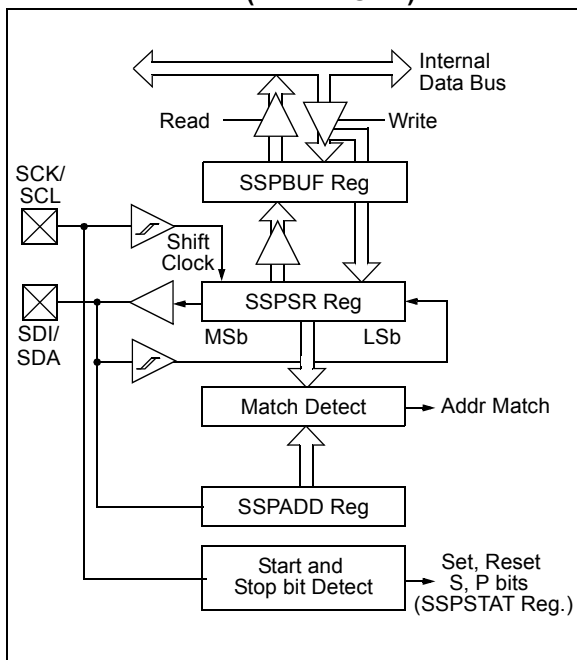 Internal
Data Bus
Read
Write
SSPBUF Reg
SCK/
SCL
Shift
Clock
SSPSR Reg
MSb
LSb
SDI/
SDA
Match Detect
Addr Match
SSPADD Reg
Start and
Stop bit Detect
Set, Reset
S, P bits
(SSPSTAT Reg.)